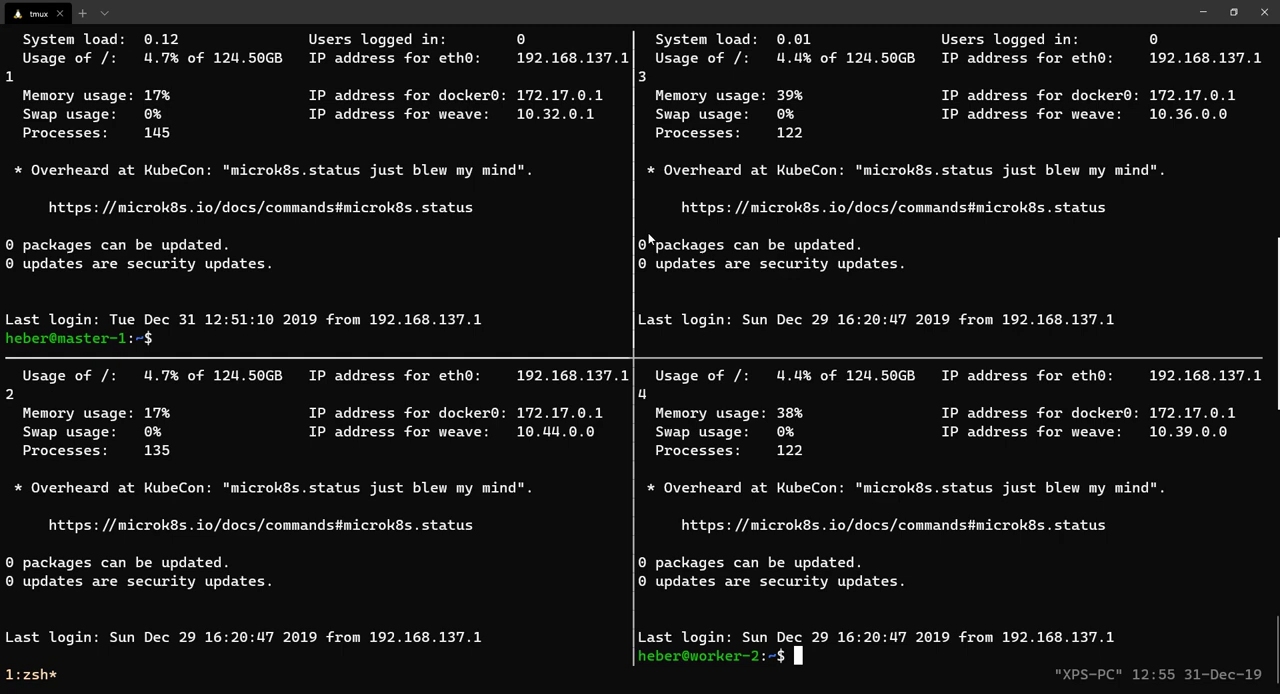 tmux
System load:  0.12               Users logged in:        0
Usage of /:   4.7% of 124.50GB   IP address for eth0:    192.168.137.1
1
Memory usage: 17%                IP address for docker0: 172.17.0.1
Swap usage:   0%                 IP address for weave:   10.32.0.1
Processes:    145
* Overheard at KubeCon: "microk8s.status just blew my mind".
https://microk8s.io/docs/commands#microk8s.status
0 packages can be updated.
0 updates are security updates.
Last login: Tue Dec 31 12:51:10 2019 from 192.168.137.1
heber@master-1:~$
System load:  0.01               Users logged in:        0
Usage of /:   4.4% of 124.50GB   IP address for eth0:    192.168.137.1
3
Memory usage: 39%                IP address for docker0: 172.17.0.1
Swap usage:   0%                 IP address for weave:   10.36.0.0
Processes:    122
* Overheard at KubeCon: "microk8s.status just blew my mind".
https://microk8s.io/docs/commands#microk8s.status
0 packages can be updated.
0 updates are security updates.
Last login: Sun Dec 29 16:20:47 2019 from 192.168.137.1
Usage of /:   4.7% of 124.50GB   IP address for eth0:    192.168.137.1
2
Memory usage: 17%                IP address for docker0: 172.17.0.1
Swap usage:   0%                 IP address for weave:   10.44.0.0
Processes:    135
* Overheard at KubeCon: "microk8s.status just blew my mind".
https://microk8s.io/docs/commands#microk8s.status
0 packages can be updated.
0 updates are security updates.
Last login: Sun Dec 29 16:20:47 2019 from 192.168.137.1
Usage of /:   4.4% of 124.50GB   IP address for eth0:    192.168.137.1
4
Memory usage: 38%                IP address for docker0: 172.17.0.1
Swap usage:   0%                 IP address for weave:   10.39.0.0
Processes:    122
* Overheard at KubeCon: "microk8s.status just blew my mind".
https://microk8s.io/docs/commands#microk8s.status
0 packages can be updated.
0 updates are security updates.
Last login: Sun Dec 29 16:20:47 2019 from 192.168.137.1
heber@worker-2:~$
1:zsh*
"XPS-PC" 12:55 31-Dec-19